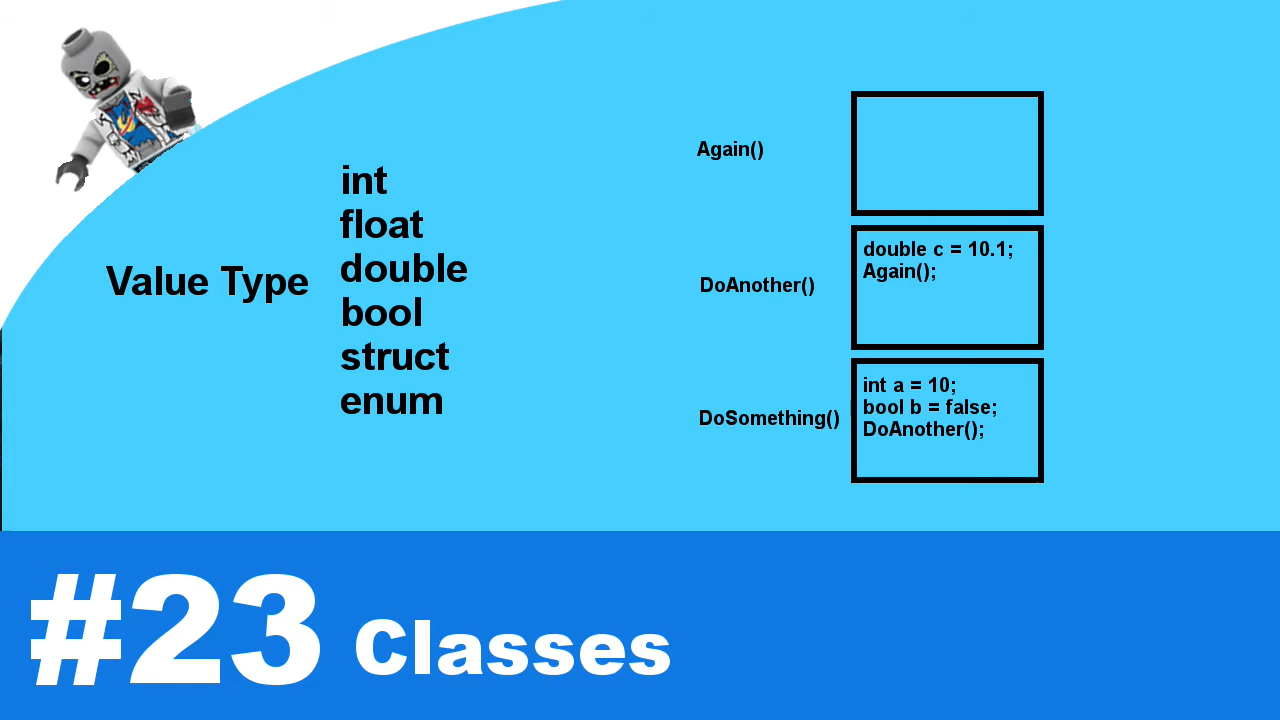 Value Type
int
float
double
bool
struct
enum
Again()
DoAnother()
double c = 10.1;
Again();
DoSomething()
int a = 10;
bool b = false;
DoAnother();
#23 Classes